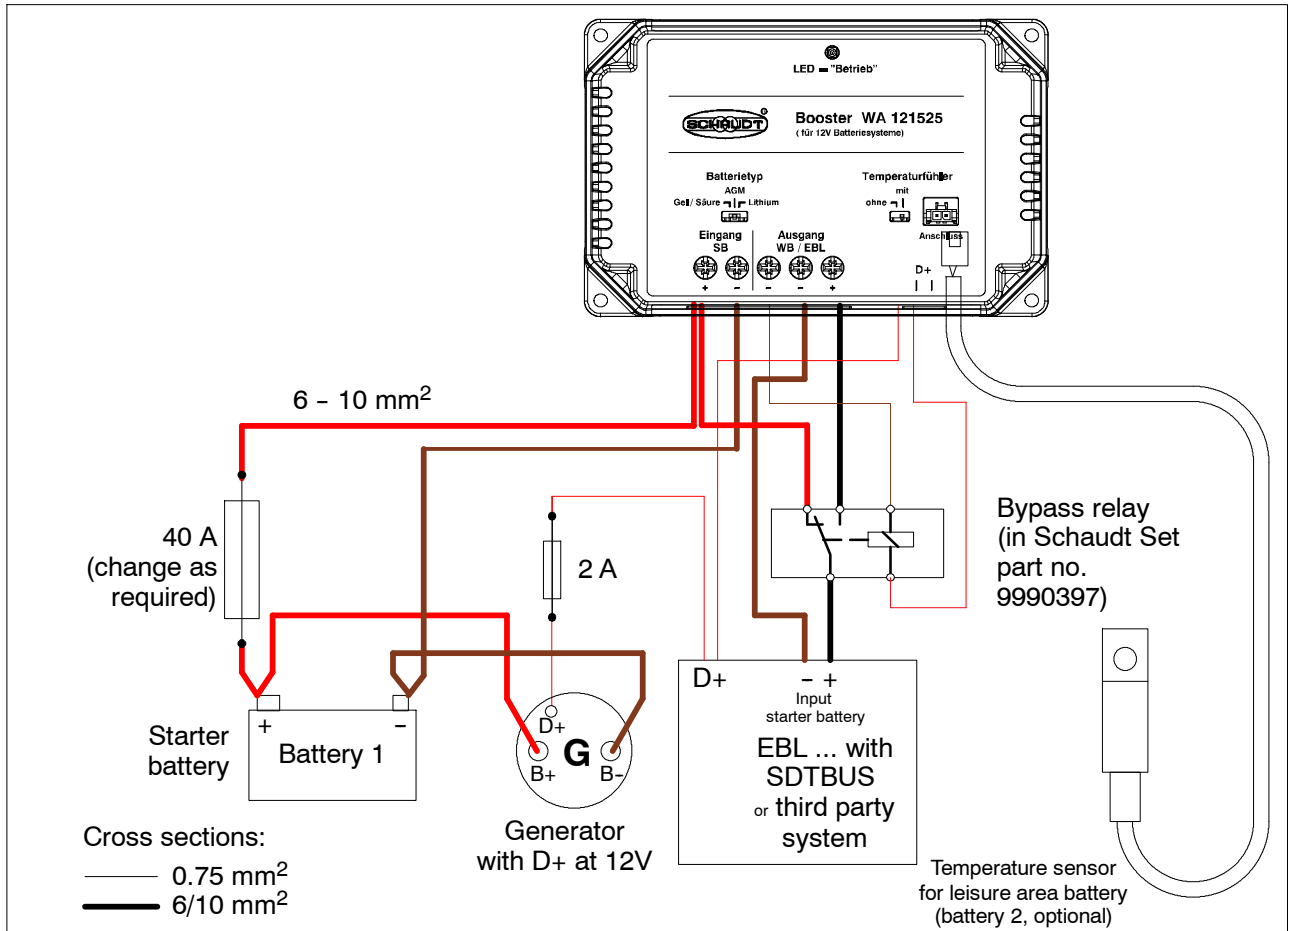 LED - "Betrieb"
SCHAUDT
Booster WA 121525
( für 12V Batteriesysteme)
Batterietyp
AGM
Gel / Säure
Lithium
Temperaturfühler
mit
ohne
Anschluss
Eingang
SB
Ausgang
WB / EBL
+ - - - +
D+
6 - 10 mm²
40 A
(change as
required)
2 A
Bypass relay
(in Schaudt Set
part no.
9990397)
Starter
battery
+ -
Battery 1
D+
G
B+ B-
Generator
with D+ at 12V
D+ - +
Input
starter battery
EBL ... with
SDTBUS
or third party
system
Temperature sensor
for leisure area battery
(battery 2, optional)
Cross sections:
0.75 mm²
6/10 mm²